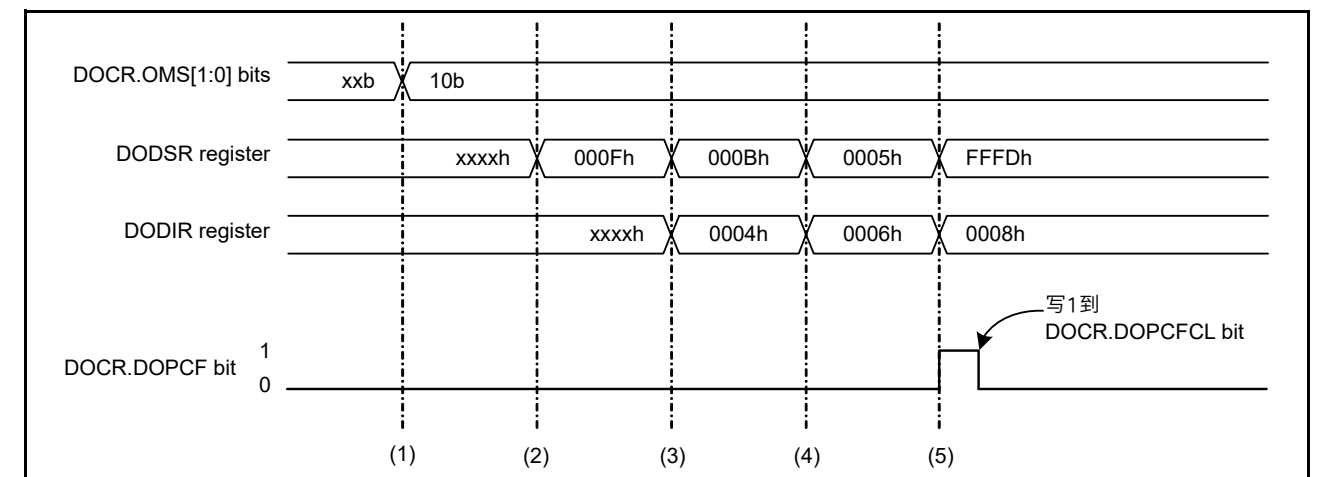 DOCR.OMS[1:0] bits xxb 10b
DODSR register xxxxh 000Fh 000Bh 0005h FFFDh
DODIR register xxxxh 0004h 0006h 0008h
写1到
DOCR.DOPCFCL bit
1
DOCR.DOPCF bit
0
(1) (2) (3) (4) (5)